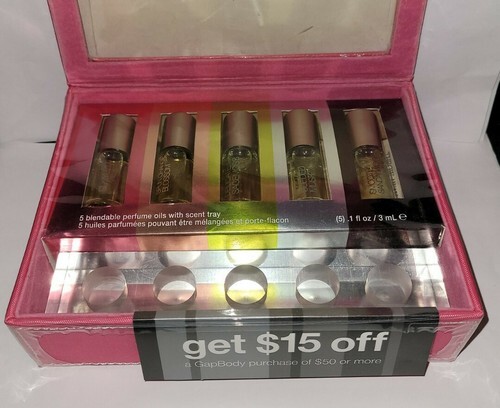 5 blendable perfume oils with scent tray
5 huiles parfumées pouvant être mélangées et porte-flacon
(5) .1 fl oz / 3 mL e
get $15 off
a GapBody purchase of $50 or more